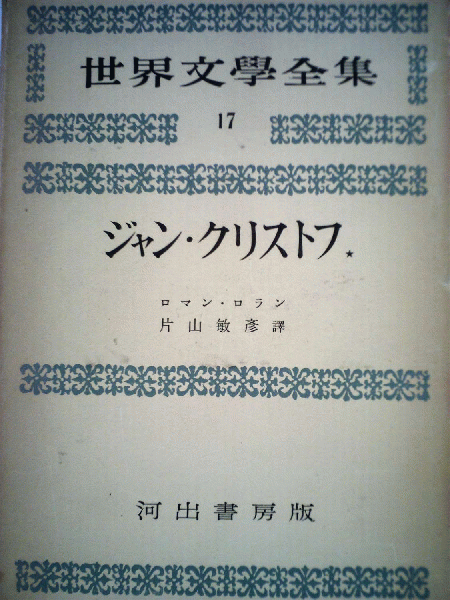 世界文學全集
17
ジャン・クリストフ★
ロマン・ロラン
片山敏彦譯
河出書房版